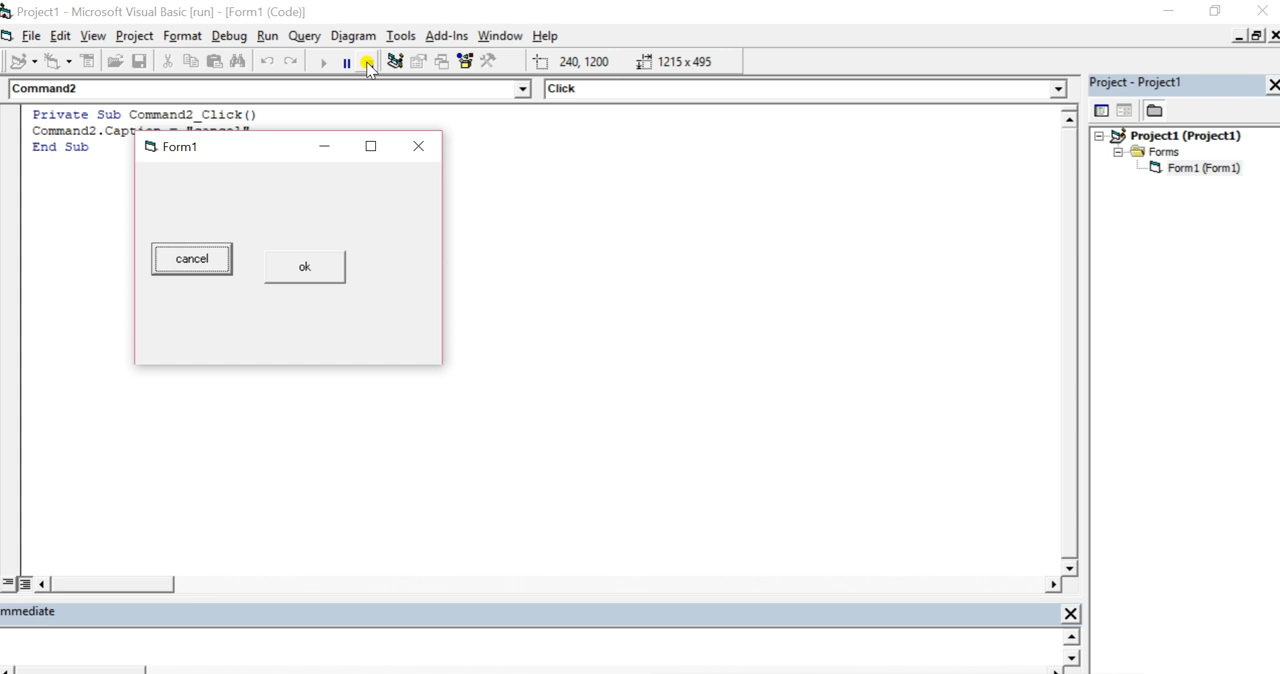 Project1 - Microsoft Visual Basic [run] - [Form1 (Code)]
File Edit View Project Format Debug Run Query Diagram Tools Add-Ins Window Help
240, 1200 1215 x 495
Command2 Click
Project - Project1
Private Sub Command2_Click()
Command2.Caption = "cancel"
End Sub
Form1
cancel
ok
Project1 (Project1)
Forms
Form1 (Form1)
mmediate